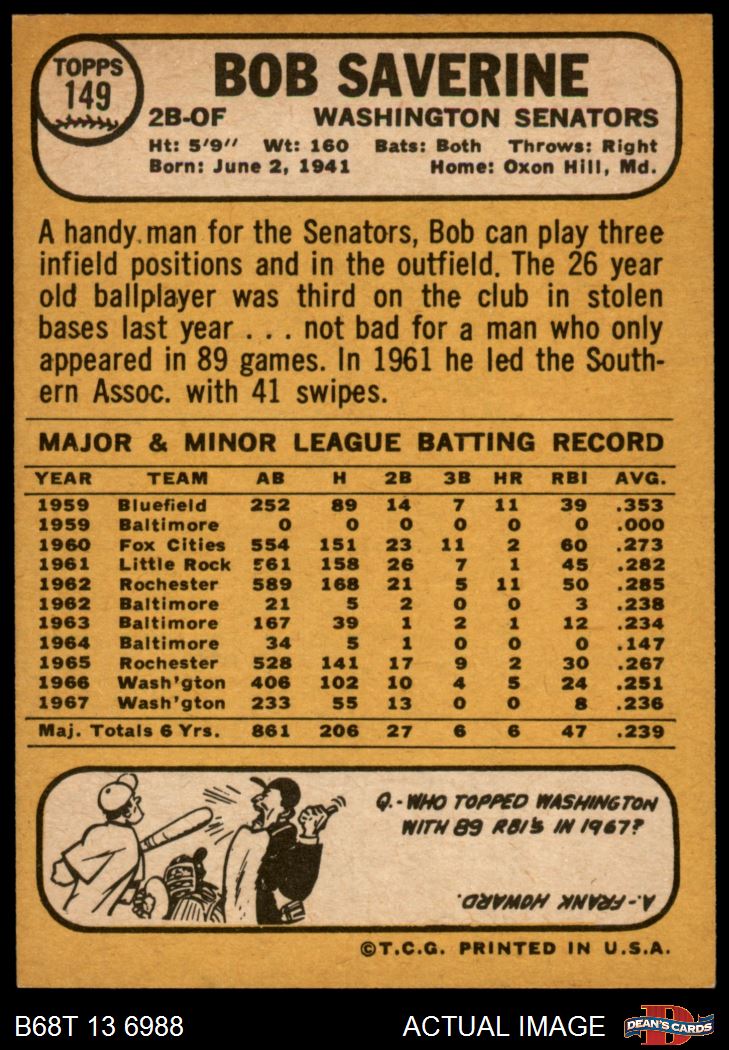 TOPPS
149
BOB SAVERINE
2B-OF WASHINGTON SENATORS
Ht: 5'9" Wt: 160 Bats: Both Throws: Right
Born: June 2, 1941 Home: Oxon Hill, Md.
A handy.man for the Senators, Bob can play three
infield positions and in the outfield. The 26 year
old ballplayer was third on the club in stolen
bases last year . . . not bad for a man who only
appeared in 89 games. In 1961 he led the South-
ern Assoc. with 41 swipes.
MAJOR & MINOR LEAGUE BATTING RECORD
YEAR TEAM AB H 2B 3B HR RBI AVG.
1959 Bluefield 252 89 14 7 11 39 .353
1959 Baltimore 0 0 0 0 0 0 .000
1960 Fox Cities 554 151 23 11 2 60 .273
1961 Little Rock 561 158 26 7 1 45 .282
1962 Rochester 589 168 21 5 11 50 .285
1962 Baltimore 21 5 2 0 0 3 .238
1963 Baltimore 167 39 1 2 1 12 .234
1964 Baltimore 34 5 1 0 0 0 .147
1965 Rochester 528 141 17 9 2 30 .267
1966 Wash'gton 406 102 10 4 5 24 .251
1967 Wash'gton 233 55 13 0 0 8 .236
Maj. Totals 6 Yrs. 861 206 27 6 6 47 .239
Q.-WHO TOPPED WASHINGTON
WITH 89 RBI'S IN 1967?
A.-FRANK HOWARD.
©T.C.G. PRINTED IN U.S.A.
B68T 13 6988 ACTUAL IMAGE D DEAN'S CARDS